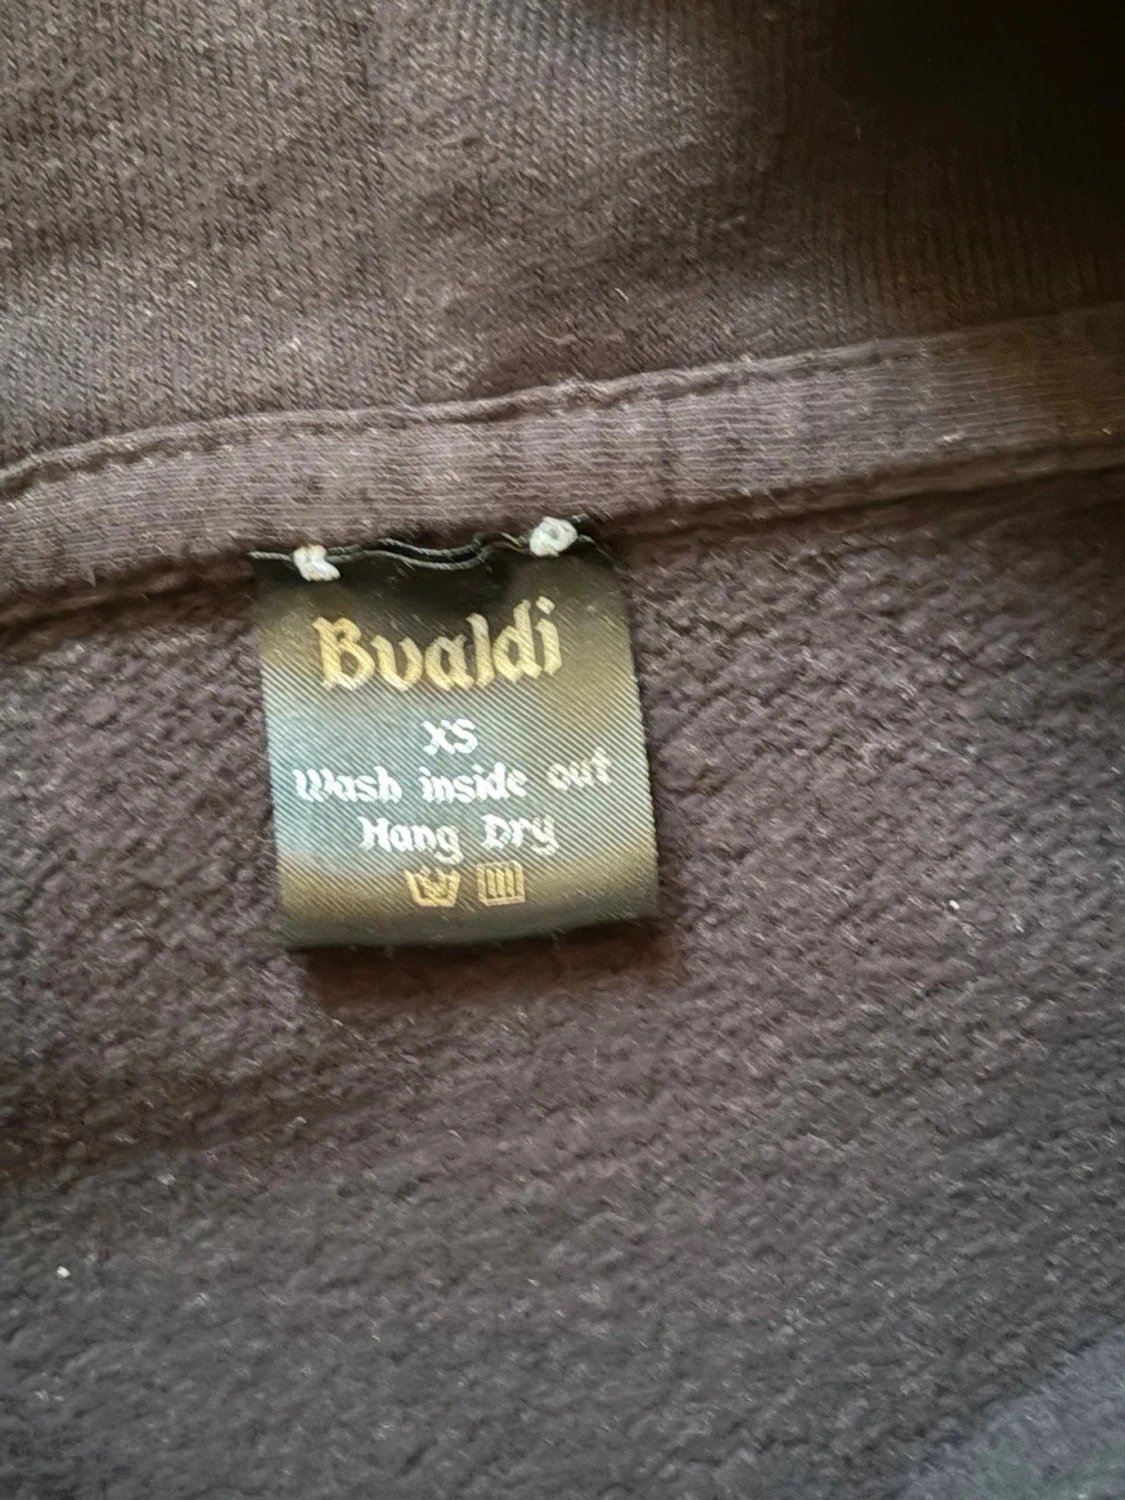 Bvaldi
XS
Wash inside out
Hang Dry